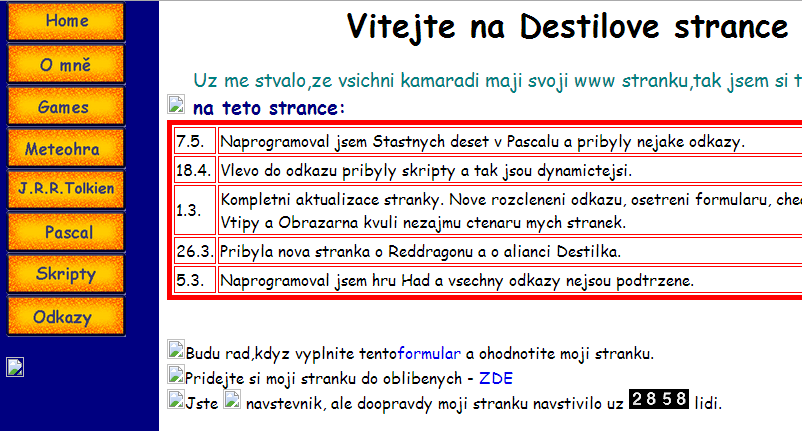 Home
O mně
Games
Meteohra
J.R.R.Tolkien
Pascal
Skripty
Odkazy
Vitejte na Destilove strance
Uz me stvalo,ze vsichni kamaradi maji svoji www stranku,tak jsem si
na teto strance:
7.5. Naprogramoval jsem Stastnych deset v Pascalu a pribyly nejake odkazy.
18.4. Vlevo do odkazu pribyly skripty a tak jsou dynamictejsi.
1.3. Kompletni aktualizace stranky. Nove rozcleneni odkazu, osetreni formularu,
Vtipy a Obrazarna kvuli nezajmu ctenaru mych stranek.
26.3. Pribyla nova stranka o Reddragonu a o alianci Destilka.
5.3. Naprogramoval jsem hru Had a vsechny odkazy nejsou podtrzene.
Budu rad,kdyz vyplnite tentoformular a ohodnotite moji stranku.
Pridejte si moji stranku do oblibenych - ZDE
Jste navstevnik, ale doopravdy moji stranku navstivilo uz 2858 lidi.